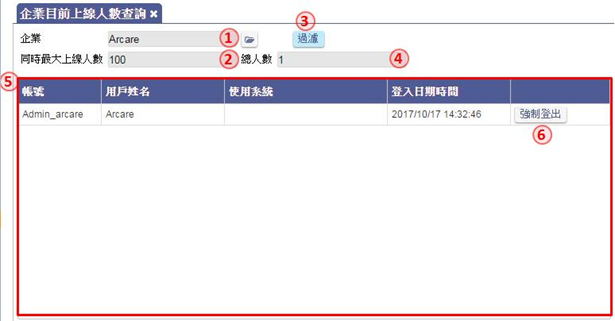 企業目前上線人數查詢 ×
③
企業 Arcare ① 過濾
同時最大上線人數 100 ② 總人數 1 ④
⑤
帳號 用戶姓名 使用系統 登入日期時間
Admin_arcare Arcare 2017/10/17 14:32:46 強制登出
⑥